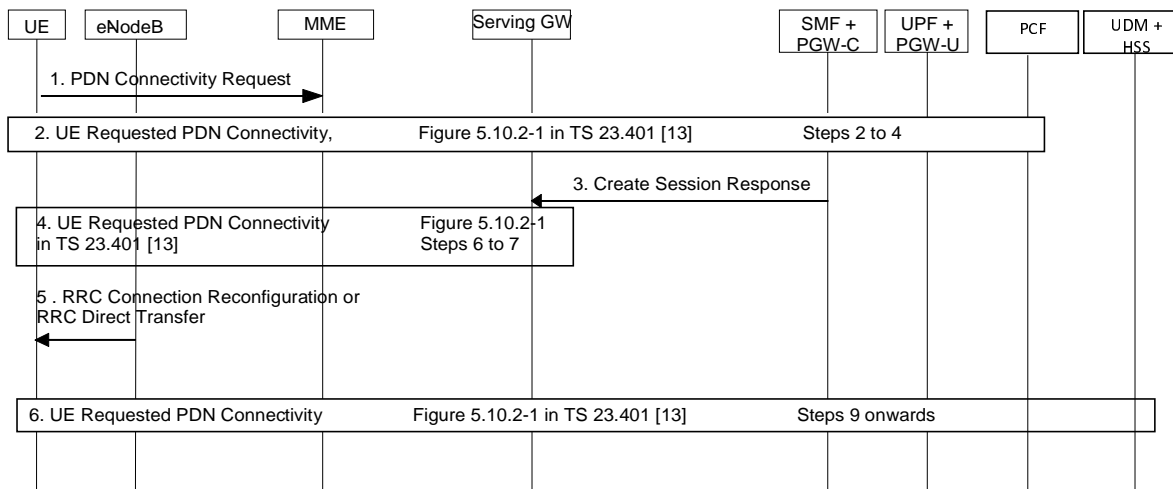 UE
eNodeB
MME
Serving GW
SMF +
PGW-C
UPF +
PGW-U
PCF
UDM +
HSS
1. PDN Connectivity Request
2. UE Requested PDN Connectivity, Figure 5.10.2-1 in TS 23.401 [13] Steps 2 to 4
3. Create Session Response
4. UE Requested PDN Connectivity Figure 5.10.2-1
in TS 23.401 [13] Steps 6 to 7
5 . RRC Connection Reconfiguration or
RRC Direct Transfer
6. UE Requested PDN Connectivity Figure 5.10.2-1 in TS 23.401 [13] Steps 9 onwards